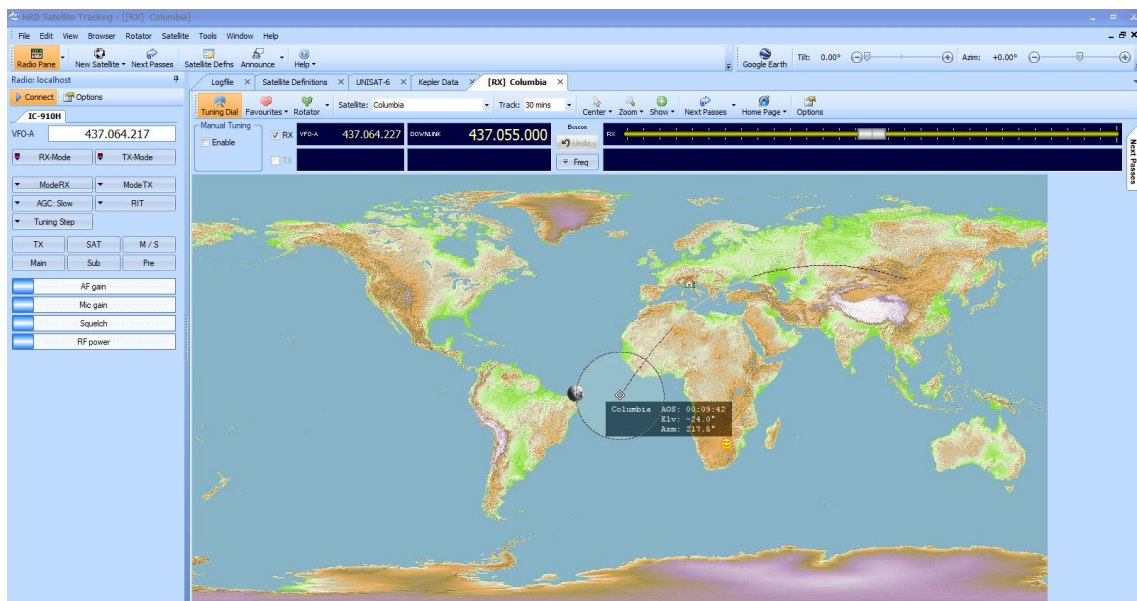 HRD Satellite Tracking - [[RX] Columbia]
File Edit View Browser Rotator Satellite Tools Window Help
Radio Pane New Satellite Next Passes Satellite Defns Announce Help Google Earth Tilt: 0.00° Azim: +0.00°
Radio: localhost
Logfile Satellite Definitions UNISAT-6 Kepler Data [RX] Columbia
Connect Options
Tuning Dial Favourites Rotator Satellite: Columbia Track: 30 mins Center Zoom Show Next Passes Home Page Options
IC-910H
Manual Tuning
Enable
RX VFO-A 437.064.227 DOWNLINK 437.055.000 Beacon RX
TX Undo
Freq
Next Passes
VFO-A 437.064.217
RX-Mode TX-Mode
ModeRX ModeTX
AGC: Slow RIT
Tuning Step
TX SAT M / S
Main Sub Pre
AF gain
Mic gain
Squelch
RF power
Columbia AOS: 00:09:42
Elv: -24.0°
Azm: 217.5°